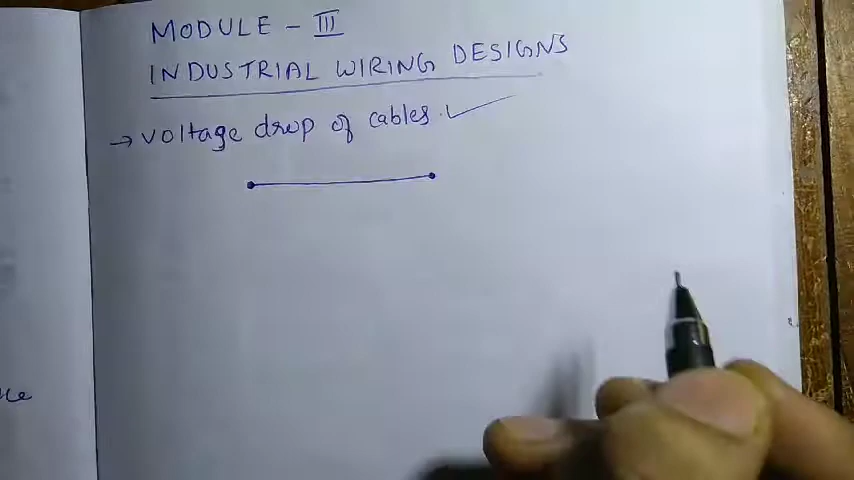 MODULE - III
INDUSTRIAL WIRING DESIGNS
→ voltage drop of cables. ✓